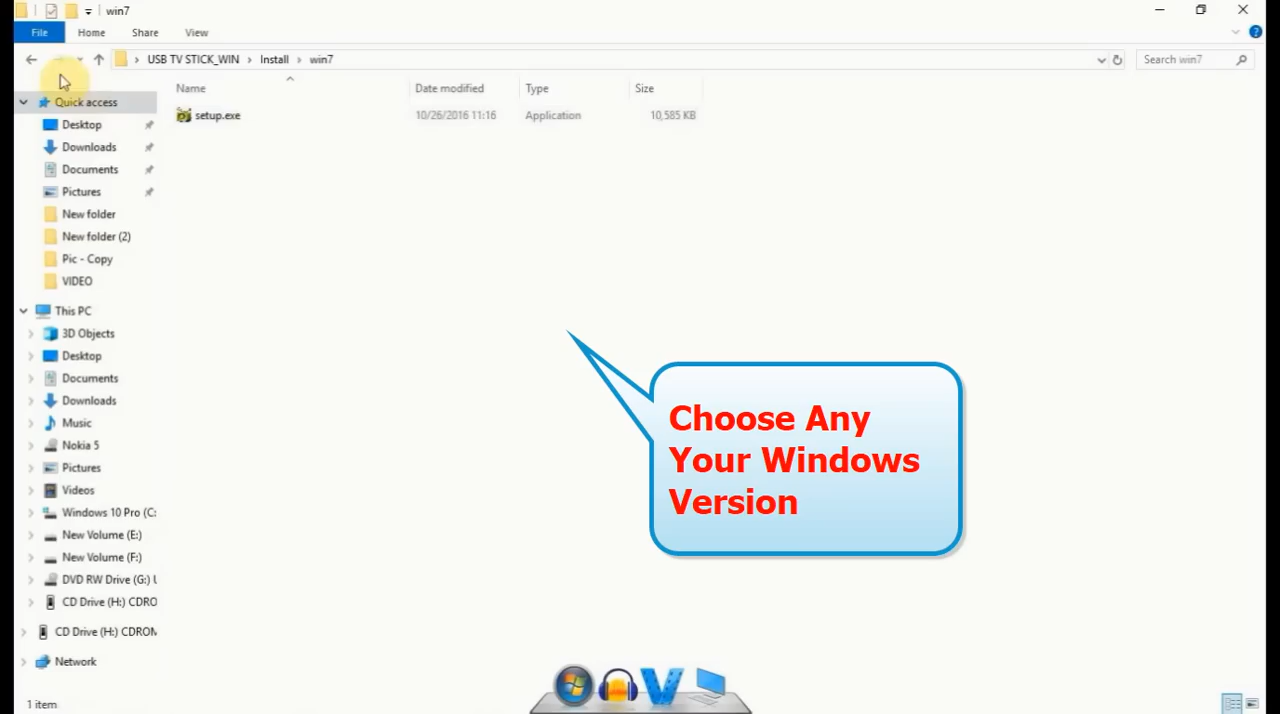 win7
File Home Share View
USB TV STICK_WIN Install win7 Search win7
Name Date modified Type Size
setup.exe 10/26/2016 11:16 Application 10,585 KB
Quick access
Desktop
Downloads
Documents
Pictures
New folder
New folder (2)
Pic - Copy
VIDEO
This PC
3D Objects
Desktop
Documents
Downloads
Music
Nokia 5
Pictures
Videos
Windows 10 Pro (C:
New Volume (E:)
New Volume (F:)
DVD RW Drive (G:) U
CD Drive (H:) CDRO
CD Drive (H:) CDROM
Network
1 item
Choose Any
Your Windows
Version